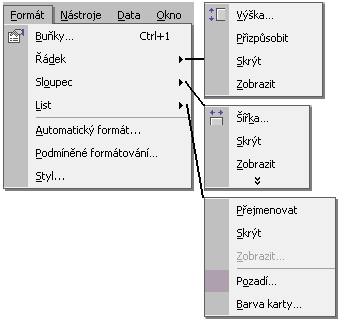 Formát Nástroje Data Okno
Buňky... Ctrl+1
Řádek
Sloupec
List
Automatický formát...
Podmíněné formátování...
Styl...
Výška...
Přizpůsobit
Skrýt
Zobrazit
Šířka...
Skrýt
Zobrazit
Přejmenovat
Skrýt
Zobrazit...
Pozadí...
Barva karty...